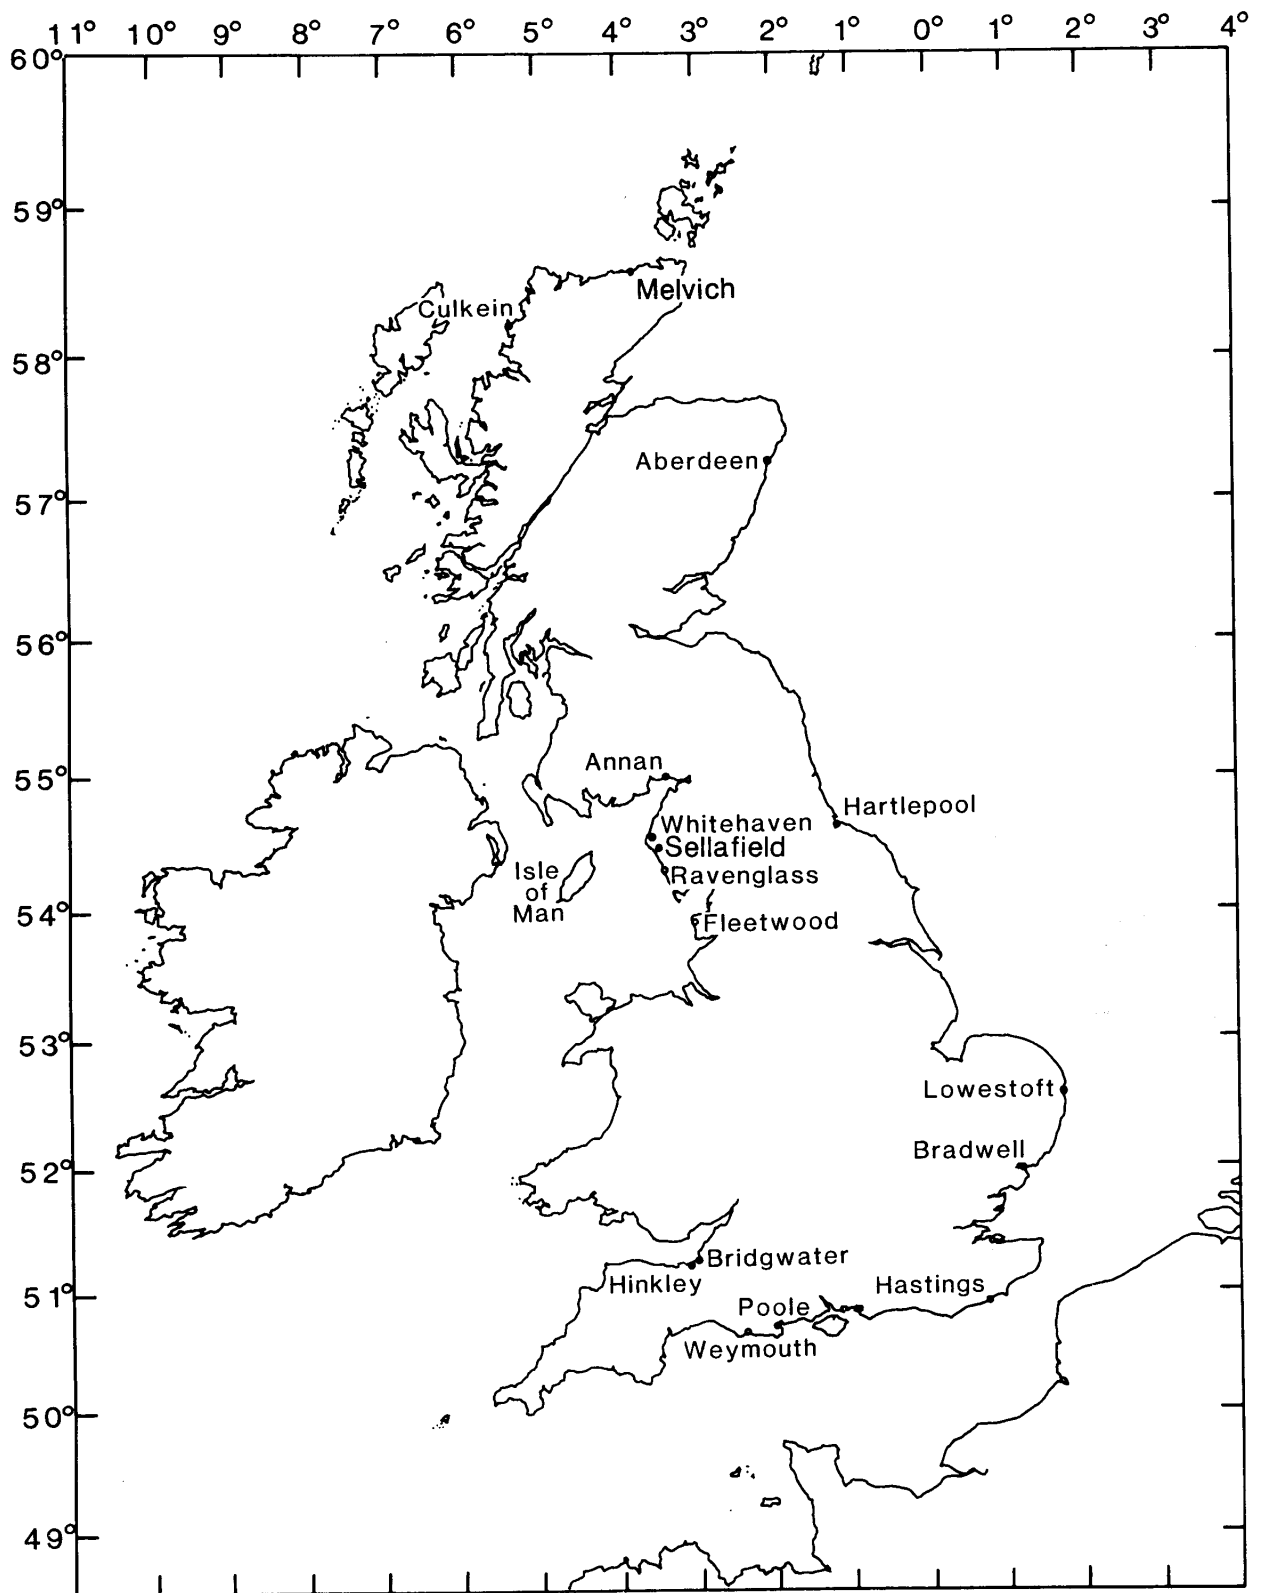 11° 10° 9° 8° 7° 6° 5° 4° 3° 2° 1° 0° 1° 2° 3° 4°
60°
59°
Melvich
Culkein
58°
Aberdeen
57°
56°
Annan
55°
Hartlepool
Whitehaven
Sellafield
Isle
of
Man
Ravenglass
54°
Fleetwood
53°
Lowestoft
Bradwell
52°
Bridgwater
Hinkley
Hastings
51°
Poole
Weymouth
50°
49°